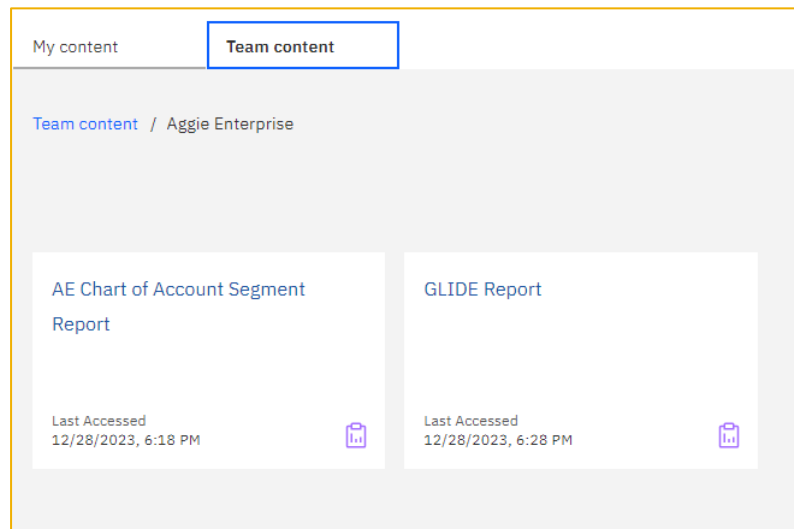 My content
Team content
Team content / Aggie Enterprise
AE Chart of Account Segment
Report
Last Accessed
12/28/2023, 6:18 PM
GLIDE Report
Last Accessed
12/28/2023, 6:28 PM